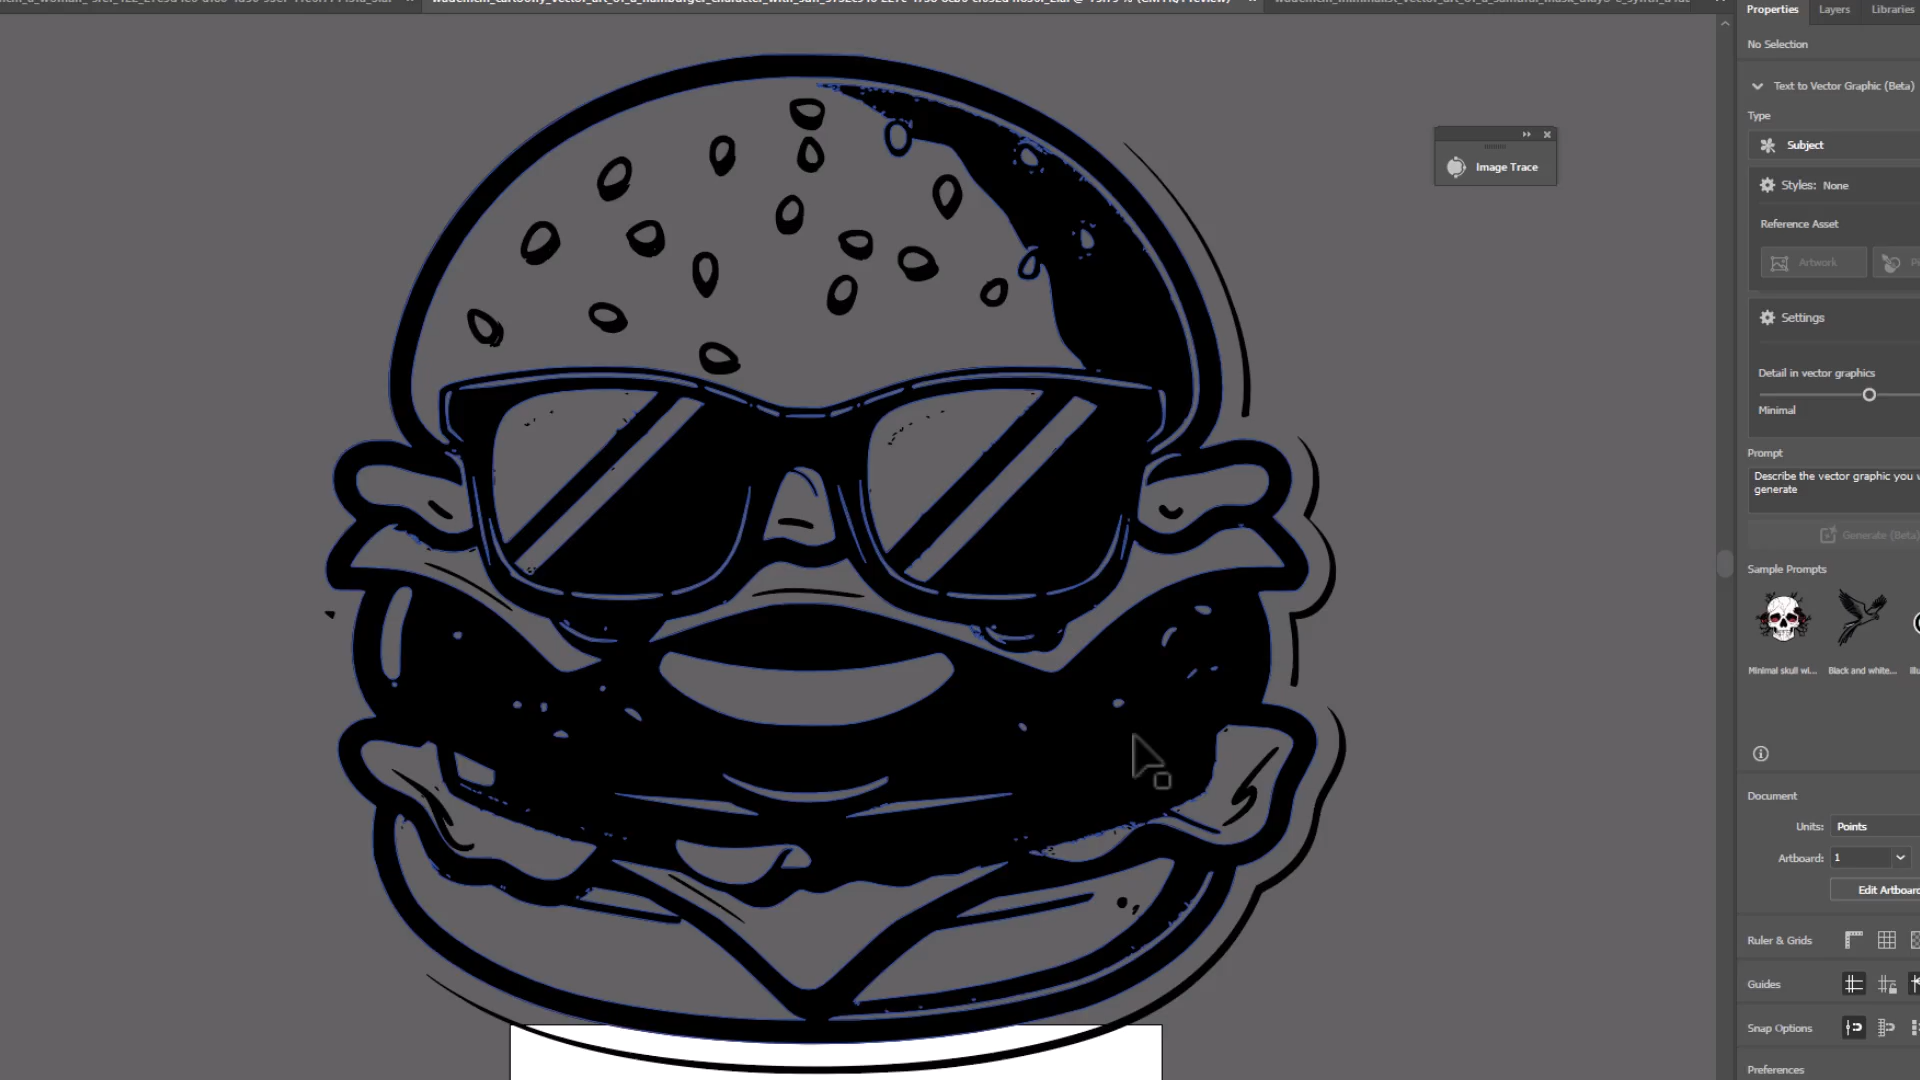 Properties
Layers
Libraries
No Selection
Text to Vector Graphic (Beta)
Type
Subject
Styles: None
Reference Asset
Artwork
Settings
Detail in vector graphics
Minimal
Prompt
Describe the vector graphic you
generate
Generate (Beta)
Sample Prompts
Minimal skull wi...
Black and white...
Image Trace
Document
Units:
Points
Artboard:
1
Edit Artboard
Ruler & Grids
Guides
Snap Options
Preferences